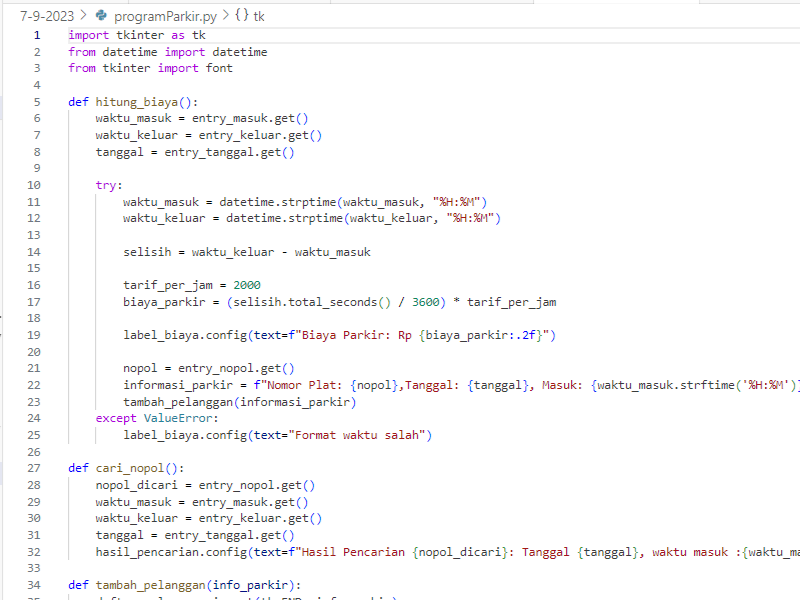 7-9-2023 > programParkir.py > {} tk
1 import tkinter as tk
2 from datetime import datetime
3 from tkinter import font
4
5 def hitung_biaya():
6 waktu_masuk = entry_masuk.get()
7 waktu_keluar = entry_keluar.get()
8 tanggal = entry_tanggal.get()
9
10 try:
11 waktu_masuk = datetime.strptime(waktu_masuk, "%H:%M")
12 waktu_keluar = datetime.strptime(waktu_keluar, "%H:%M")
13
14 selisih = waktu_keluar - waktu_masuk
15
16 tarif_per_jam = 2000
17 biaya_parkir = (selisih.total_seconds() / 3600) * tarif_per_jam
18
19 label_biaya.config(text=f"Biaya Parkir: Rp {biaya_parkir:.2f}")
20
21 nopol = entry_nopol.get()
22 informasi_parkir = f"Nomor Plat: {nopol},Tanggal: {tanggal}, Masuk: {waktu_masuk.strftime('%H:%M')}
23 tambah_pelanggan(informasi_parkir)
24 except ValueError:
25 label_biaya.config(text="Format waktu salah")
26
27 def cari_nopol():
28 nopol_dicari = entry_nopol.get()
29 waktu_masuk = entry_masuk.get()
30 waktu_keluar = entry_keluar.get()
31 tanggal = entry_tanggal.get()
32 hasil_pencarian.config(text=f"Hasil Pencarian {nopol_dicari}: Tanggal {tanggal}, waktu masuk :{waktu_ma
33
34 def tambah_pelanggan(info_parkir):